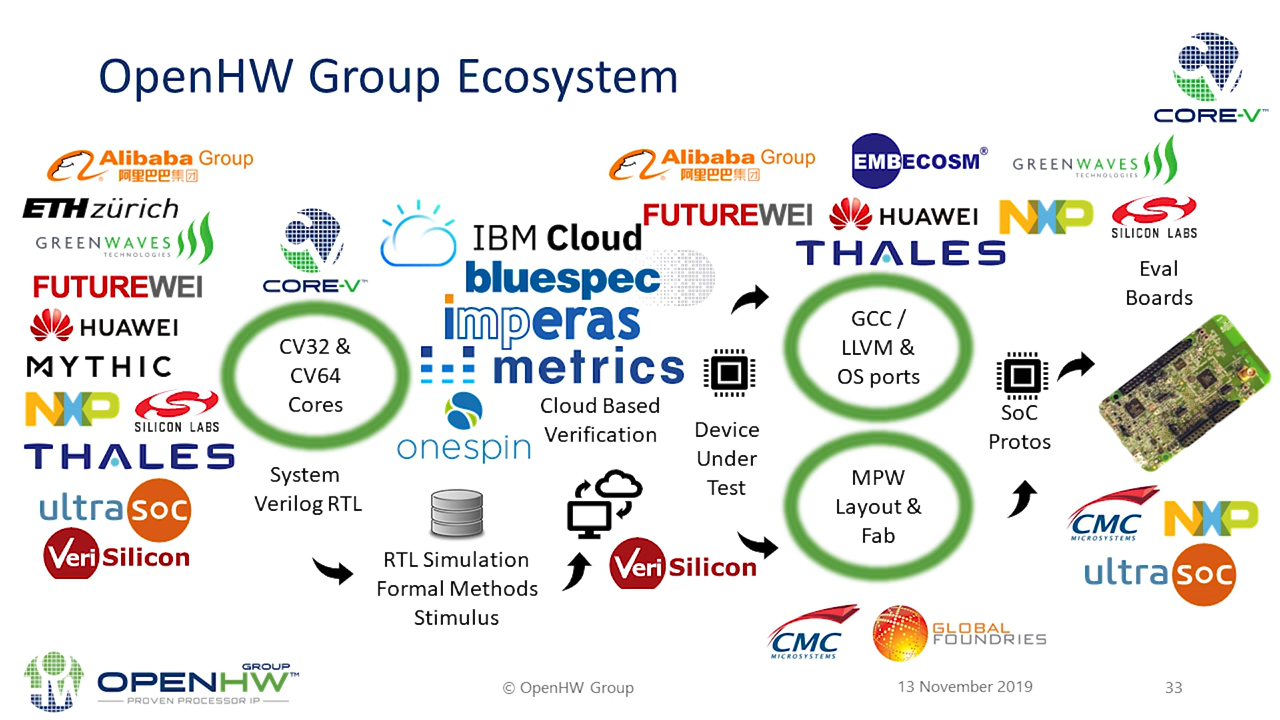 OpenHW Group Ecosystem
CORE-V™
Alibaba Group
阿里巴巴集团
ETH zürich
GREENWAVES
TECHNOLOGIES
FUTUREWEI
HUAWEI
MYTHIC
NXP
SILICON LABS
THALES
ultrasoc
VeriSilicon
CORE-V™
CV32 &
CV64
Cores
System
Verilog RTL
IBM Cloud
bluespec
imperas
metrics
onespin
Cloud Based
Verification
RTL Simulation
Formal Methods
Stimulus
VeriSilicon
Device
Under
Test
Alibaba Group
阿里巴巴集团
EMBECOSM®
GREENWAVES
TECHNOLOGIES
FUTUREWEI
HUAWEI
NXP
SILICON LABS
THALES
GCC /
LLVM &
OS ports
MPW
Layout &
Fab
CMC
MICROSYSTEMS
GLOBAL
FOUNDRIES
SoC
Protos
Eval
Boards
CMC
MICROSYSTEMS
NXP
ultrasoc
OPENHW GROUP™
PROVEN PROCESSOR IP
© OpenHW Group
13 November 2019
33